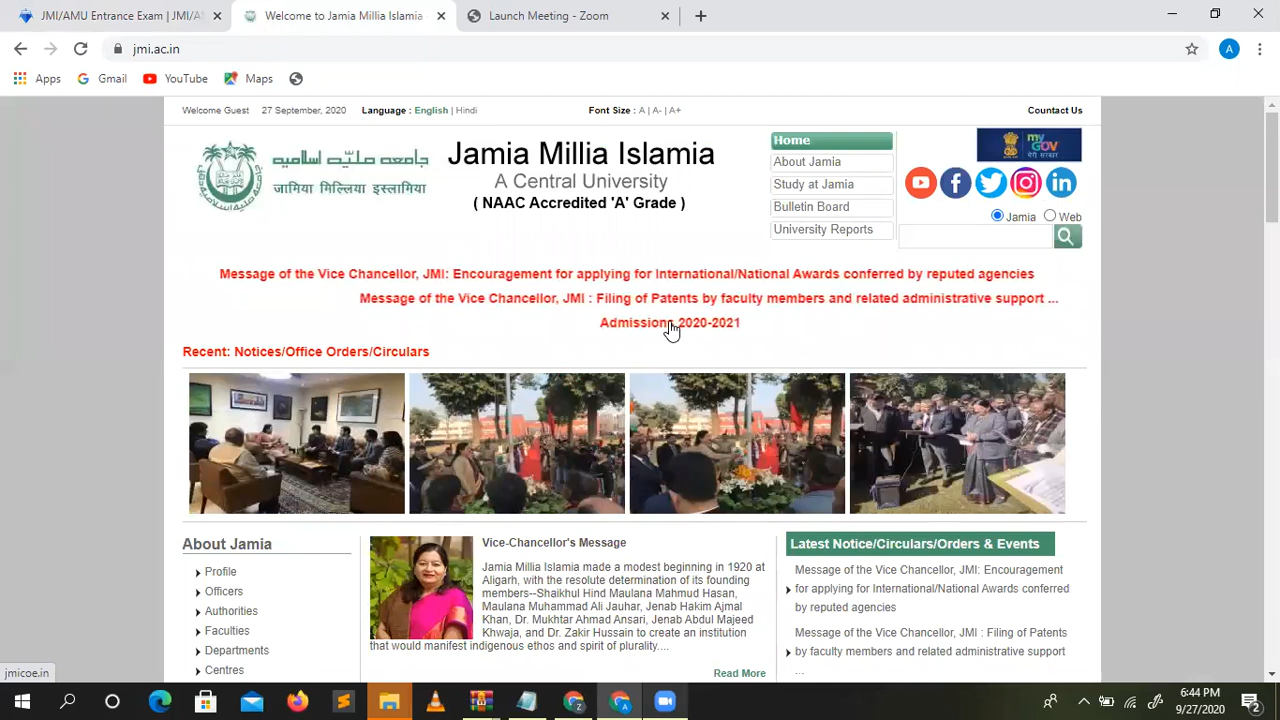 JMI/AMU Entrance Exam | JMI/A
Welcome to Jamia Millia Islamia -
Launch Meeting - Zoom
jmi.ac.in
A
Apps
Gmail
YouTube
Maps
Welcome Guest 27 September, 2020 Language : English | Hindi Font Size : A | A- | A+ Countact Us
جامعه ملیّه اسلامیه
जामिया मिल्लिया इस्लामिया
Jamia Millia Islamia
A Central University
( NAAC Accredited 'A' Grade )
Home
About Jamia
Study at Jamia
Bulletin Board
University Reports
my
GOV
मेरी सरकार
Jamia Web
Message of the Vice Chancellor, JMI: Encouragement for applying for International/National Awards conferred by reputed agencies
Message of the Vice Chancellor, JMI : Filing of Patents by faculty members and related administrative support ...
Admissions 2020-2021
Recent: Notices/Office Orders/Circulars
About Jamia
Profile
Officers
Authorities
Faculties
Departments
Centres
Vice-Chancellor's Message
Jamia Millia Islamia made a modest beginning in 1920 at
Aligarh, with the resolute determination of its founding
members--Shaikhul Hind Maulana Mahmud Hasan,
Maulana Muhammad Ali Jauhar, Jenab Hakim Ajmal
Khan, Dr. Mukhtar Ahmad Ansari, Jenab Abdul Majeed
Khwaja, and Dr. Zakir Hussain to create an institution
that would manifest indigenous ethos and spirit of plurality....
Read More
Latest Notice/Circulars/Orders & Events
Message of the Vice Chancellor, JMI: Encouragement
for applying for International/National Awards conferred
by reputed agencies
Message of the Vice Chancellor, JMI : Filing of Patents
by faculty members and related administrative support
...
jmicoe.in
6:44 PM
9/27/2020
2